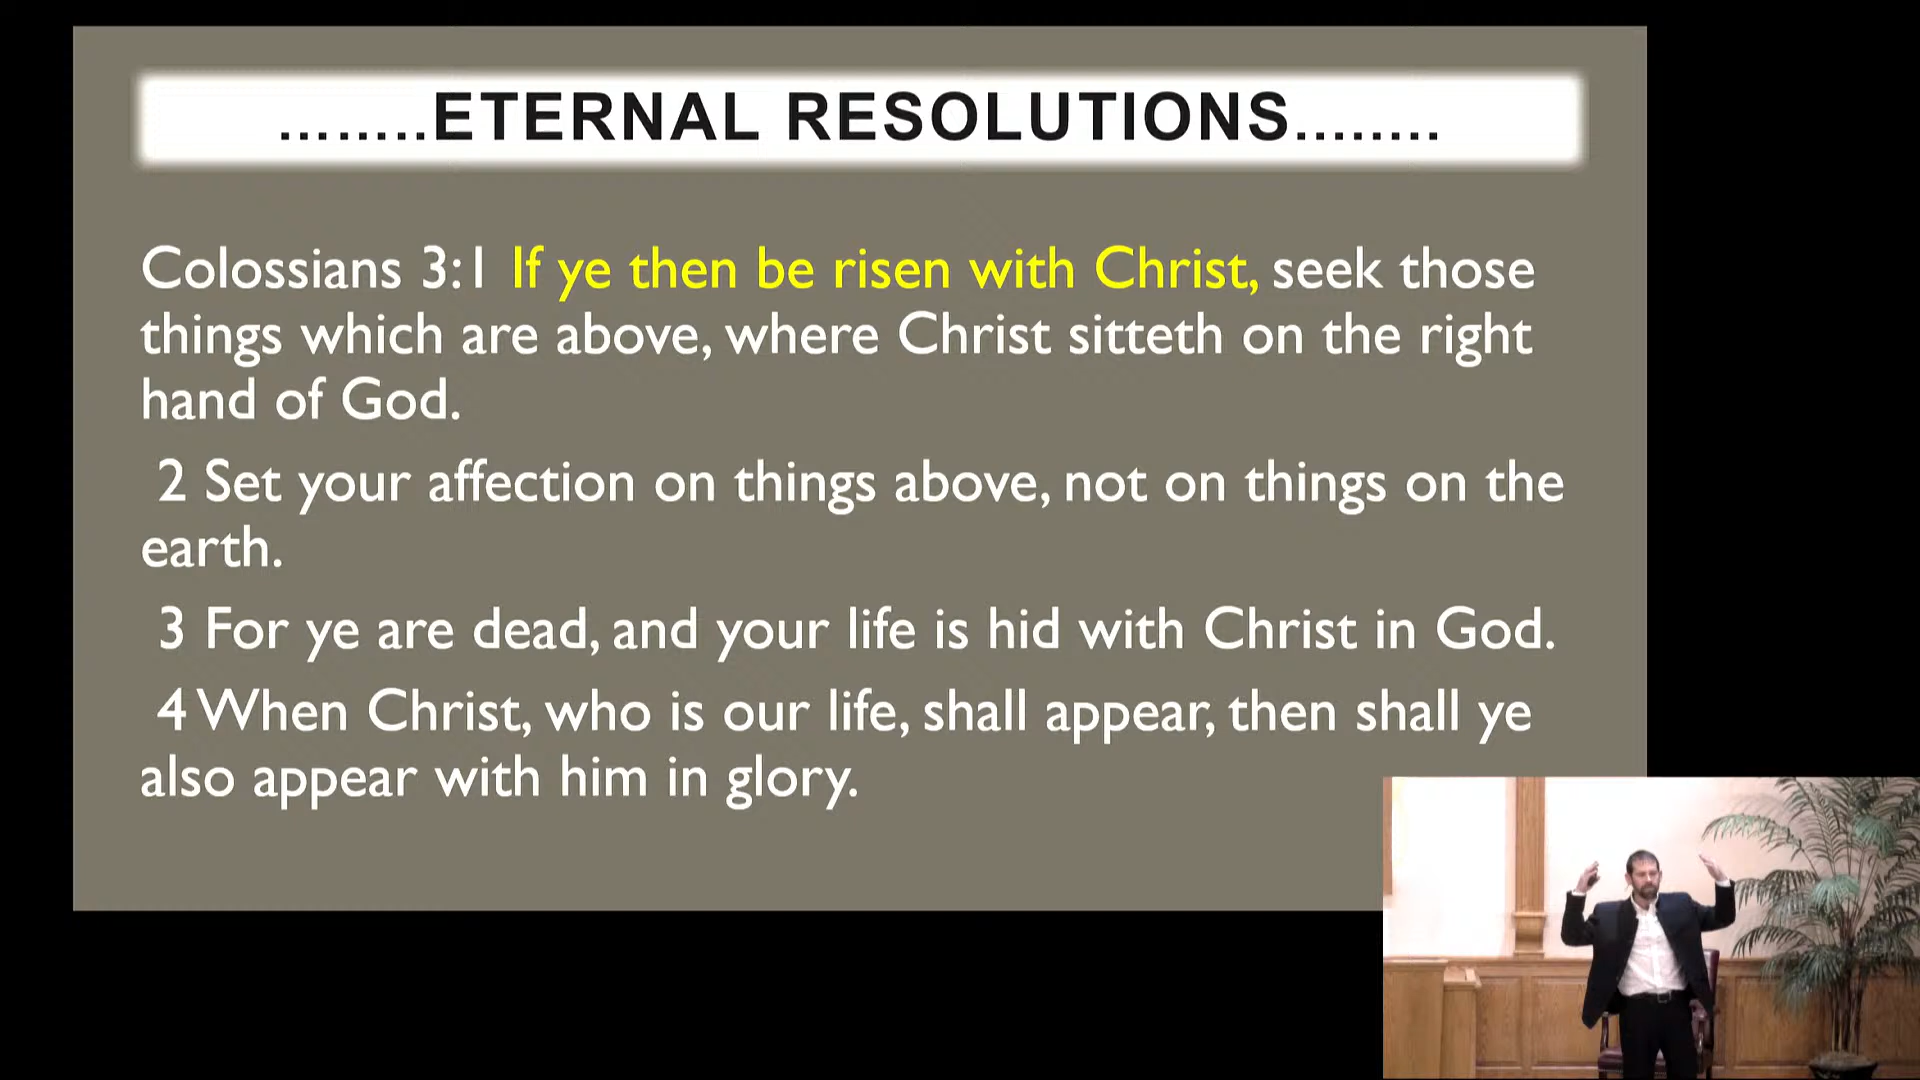 ........ETERNAL RESOLUTIONS........
Colossians 3:1 If ye then be risen with Christ, seek those
things which are above, where Christ sitteth on the right
hand of God.
2 Set your affection on things above, not on things on the
earth.
3 For ye are dead, and your life is hid with Christ in God.
4 When Christ, who is our life, shall appear, then shall ye
also appear with him in glory.